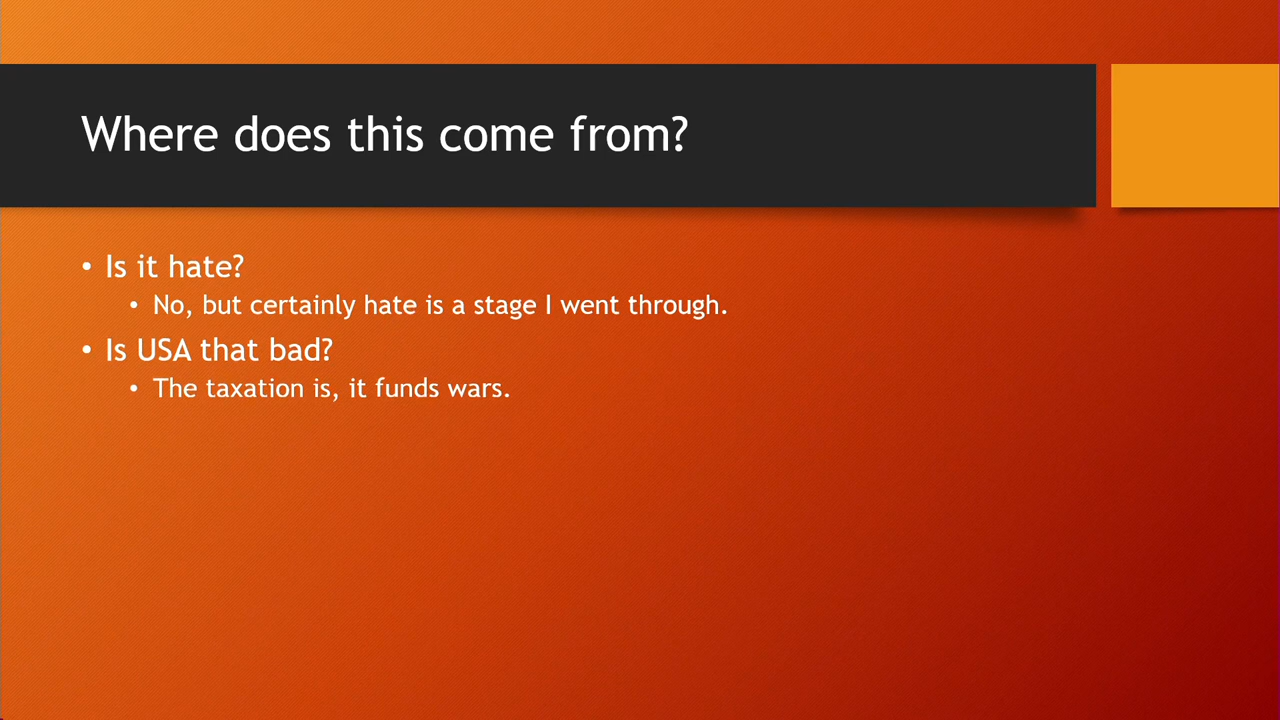 Where does this come from?
• Is it hate?
• No, but certainly hate is a stage I went through.
• Is USA that bad?
• The taxation is, it funds wars.